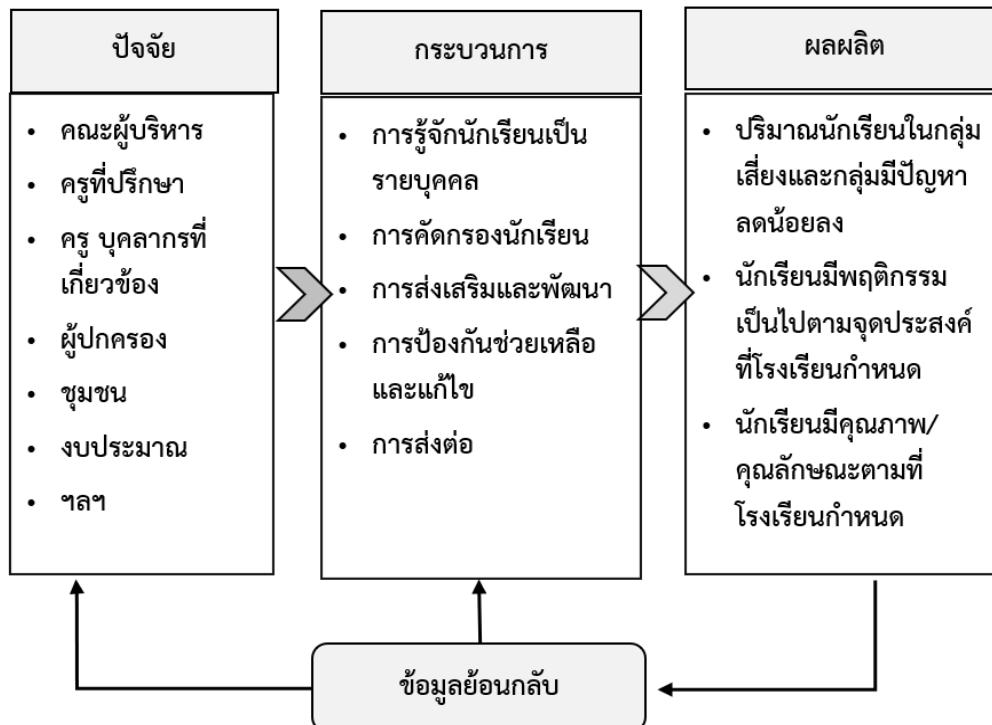 ปัจจัย
• คณะผู้บริหาร
• ครูที่ปรึกษา
• ครู บุคลากรที่
เกี่ยวข้อง
• ผู้ปกครอง
• ชุมชน
• งบประมาณ
• ฯลฯ
กระบวนการ
• การรู้จักนักเรียนเป็น
รายบุคคล
• การคัดกรองนักเรียน
• การส่งเสริมและพัฒนา
• การป้องกันช่วยเหลือ
และแก้ไข
• การส่งต่อ
ผลผลิต
• ปริมาณนักเรียนในกลุ่ม
เสี่ยงและกลุ่มมีปัญหา
ลดน้อยลง
• นักเรียนมีพฤติกรรม
เป็นไปตามจุดประสงค์
ที่โรงเรียนกำหนด
• นักเรียนมีคุณภาพ/
คุณลักษณะตามที่
โรงเรียนกำหนด
ข้อมูลย้อนกลับ